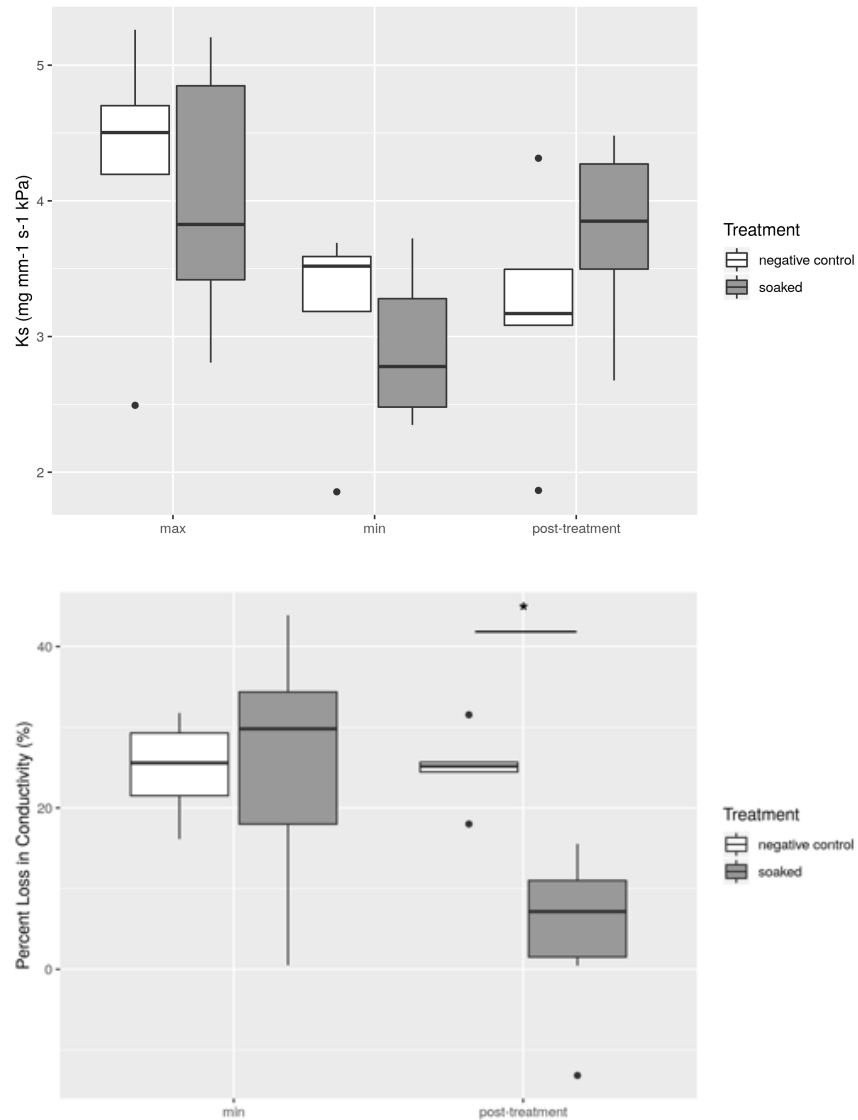 Ks (mg mm-1 s-1 kPa)
5
4
3
2
max min post-treatment
Treatment
negative control
soaked
Percent Loss in Conductivity (%)
40
20
0
*
min post-treatment
Treatment
negative control
soaked